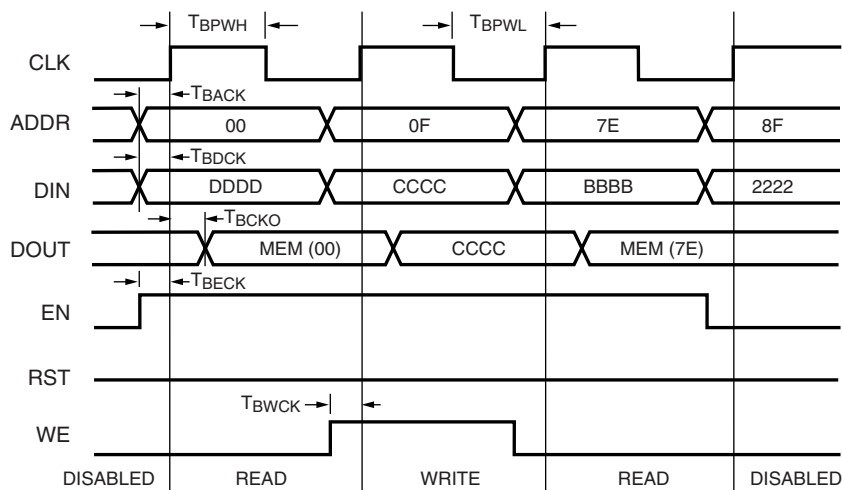 TBPWH TBPWL
CLK
TBACK
ADDR 00 0F 7E 8F
TBDCK
DIN DDDD CCCC BBBB 2222
TBCKO
DOUT MEM (00) CCCC MEM (7E)
TBECK
EN
RST
TBWCK
WE
DISABLED READ WRITE READ DISABLED